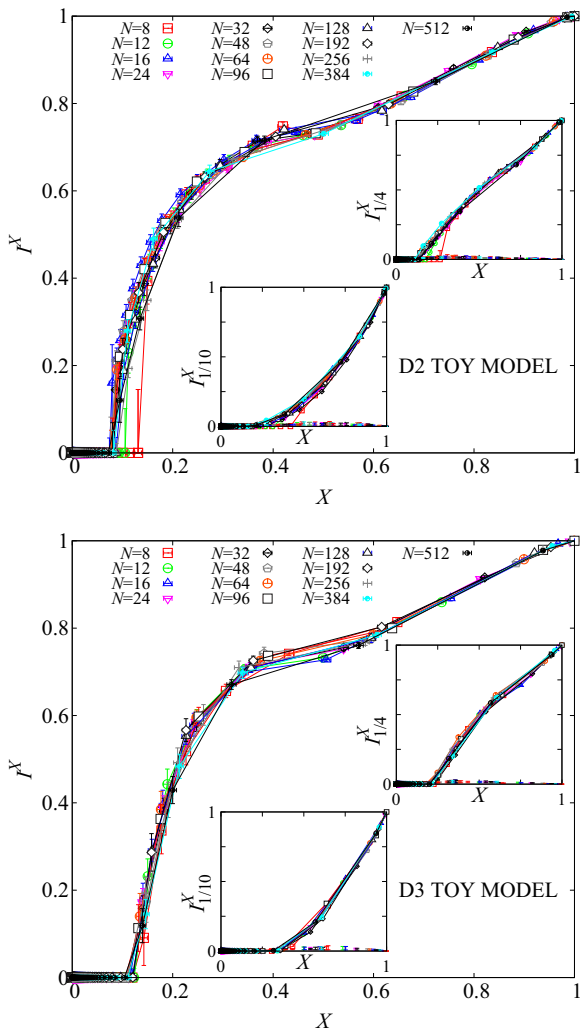 1
0.8
0.6
0.4
0.2
0
I^X
N=8 N=32 N=128 N=512
N=12 N=48 N=192
N=16 N=64 N=256
N=24 N=96 N=384
1
I^X_{1/4}
0
0 X 1
1
I^X_{1/10}
0
0 X 1
D2 TOY MODEL
0 0.2 0.4 0.6 0.8 1
X
1
0.8
0.6
0.4
0.2
0
I^X
N=8 N=32 N=128 N=512
N=12 N=48 N=192
N=16 N=64 N=256
N=24 N=96 N=384
1
I^X_{1/4}
0
0 X 1
1
I^X_{1/10}
0
0 X 1
D3 TOY MODEL
0 0.2 0.4 0.6 0.8 1
X